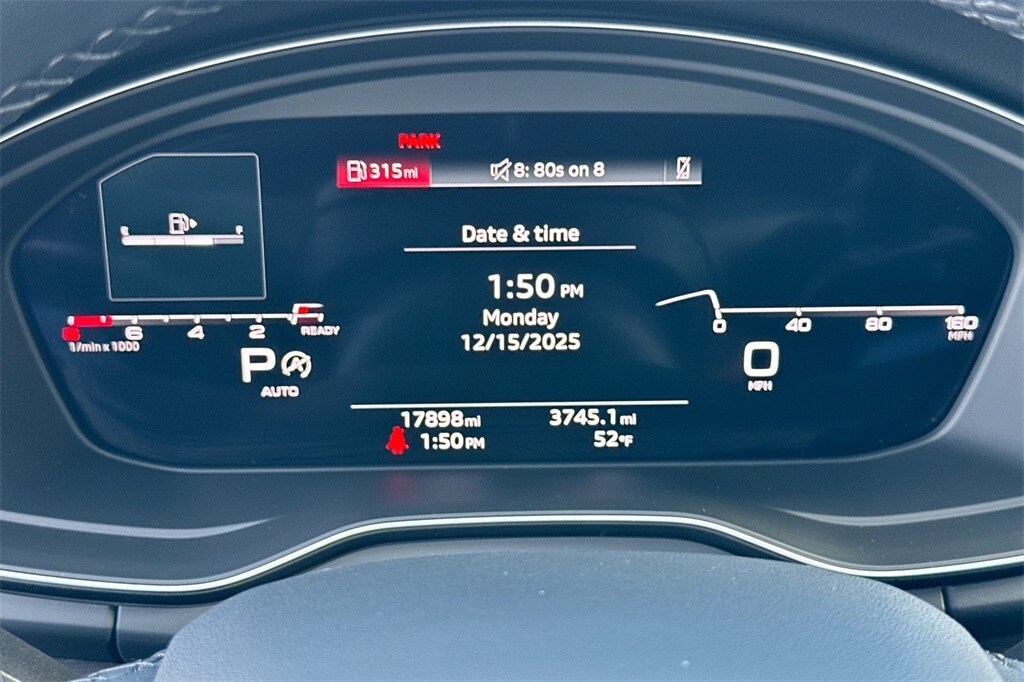 PARK
315mi
8: 80s on 8
E F
Date & time
1:50 PM
Monday
12/15/2025
8 6 4 2 READY
1/min x 1000
P
AUTO
0 40 80 160
MPH
0
MPH
17898mi 3745.1mi
1:50PM 52°F